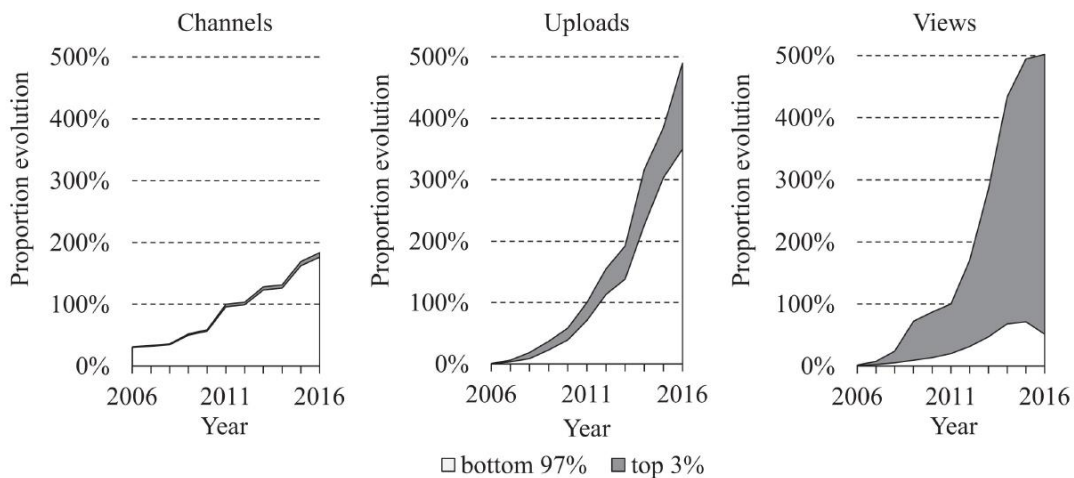 Channels
Proportion evolution
500%
400%
300%
200%
100%
0%
2006 2011 2016
Year
Uploads
Proportion evolution
500%
400%
300%
200%
100%
0%
2006 2011 2016
Year
Views
Proportion evolution
500%
400%
300%
200%
100%
0%
2006 2011 2016
Year
bottom 97% top 3%